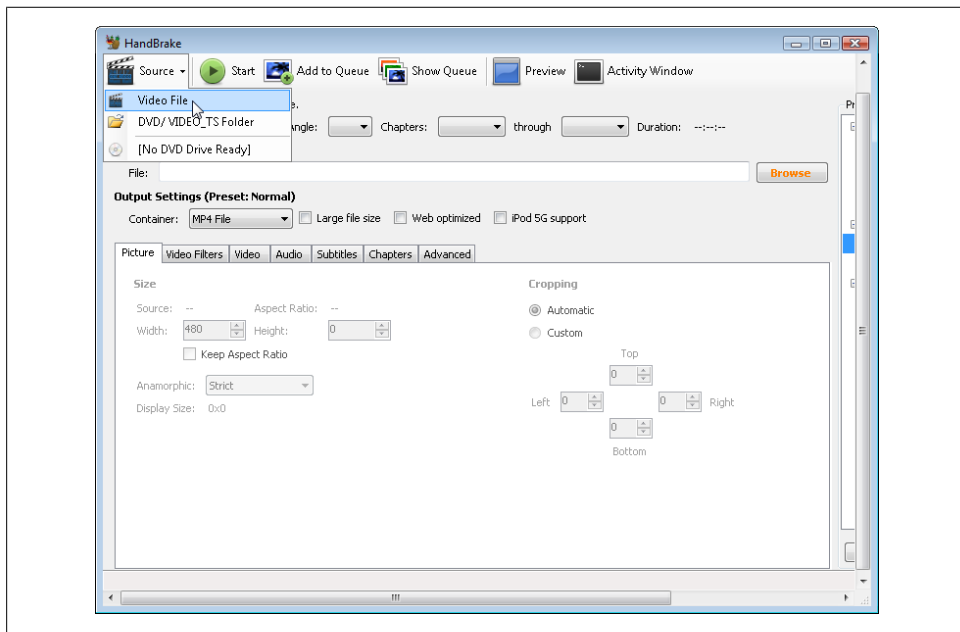 HandBrake
Source Start Add to Queue Show Queue Preview Activity Window
Video File
DVD/ VIDEO_TS Folder
[No DVD Drive Ready]
Angle: Chapters: through Duration: --:--:--
File: Browse
Output Settings (Preset: Normal)
Container: MP4 File Large file size Web optimized iPod 5G support
Picture Video Filters Video Audio Subtitles Chapters Advanced
Size Cropping
Source: -- Aspect Ratio: -- Automatic
Width: 480 Height: 0 Custom
Keep Aspect Ratio Top
0
Anamorphic: Strict
Display Size: 0x0 Left 0 0 Right
0
Bottom